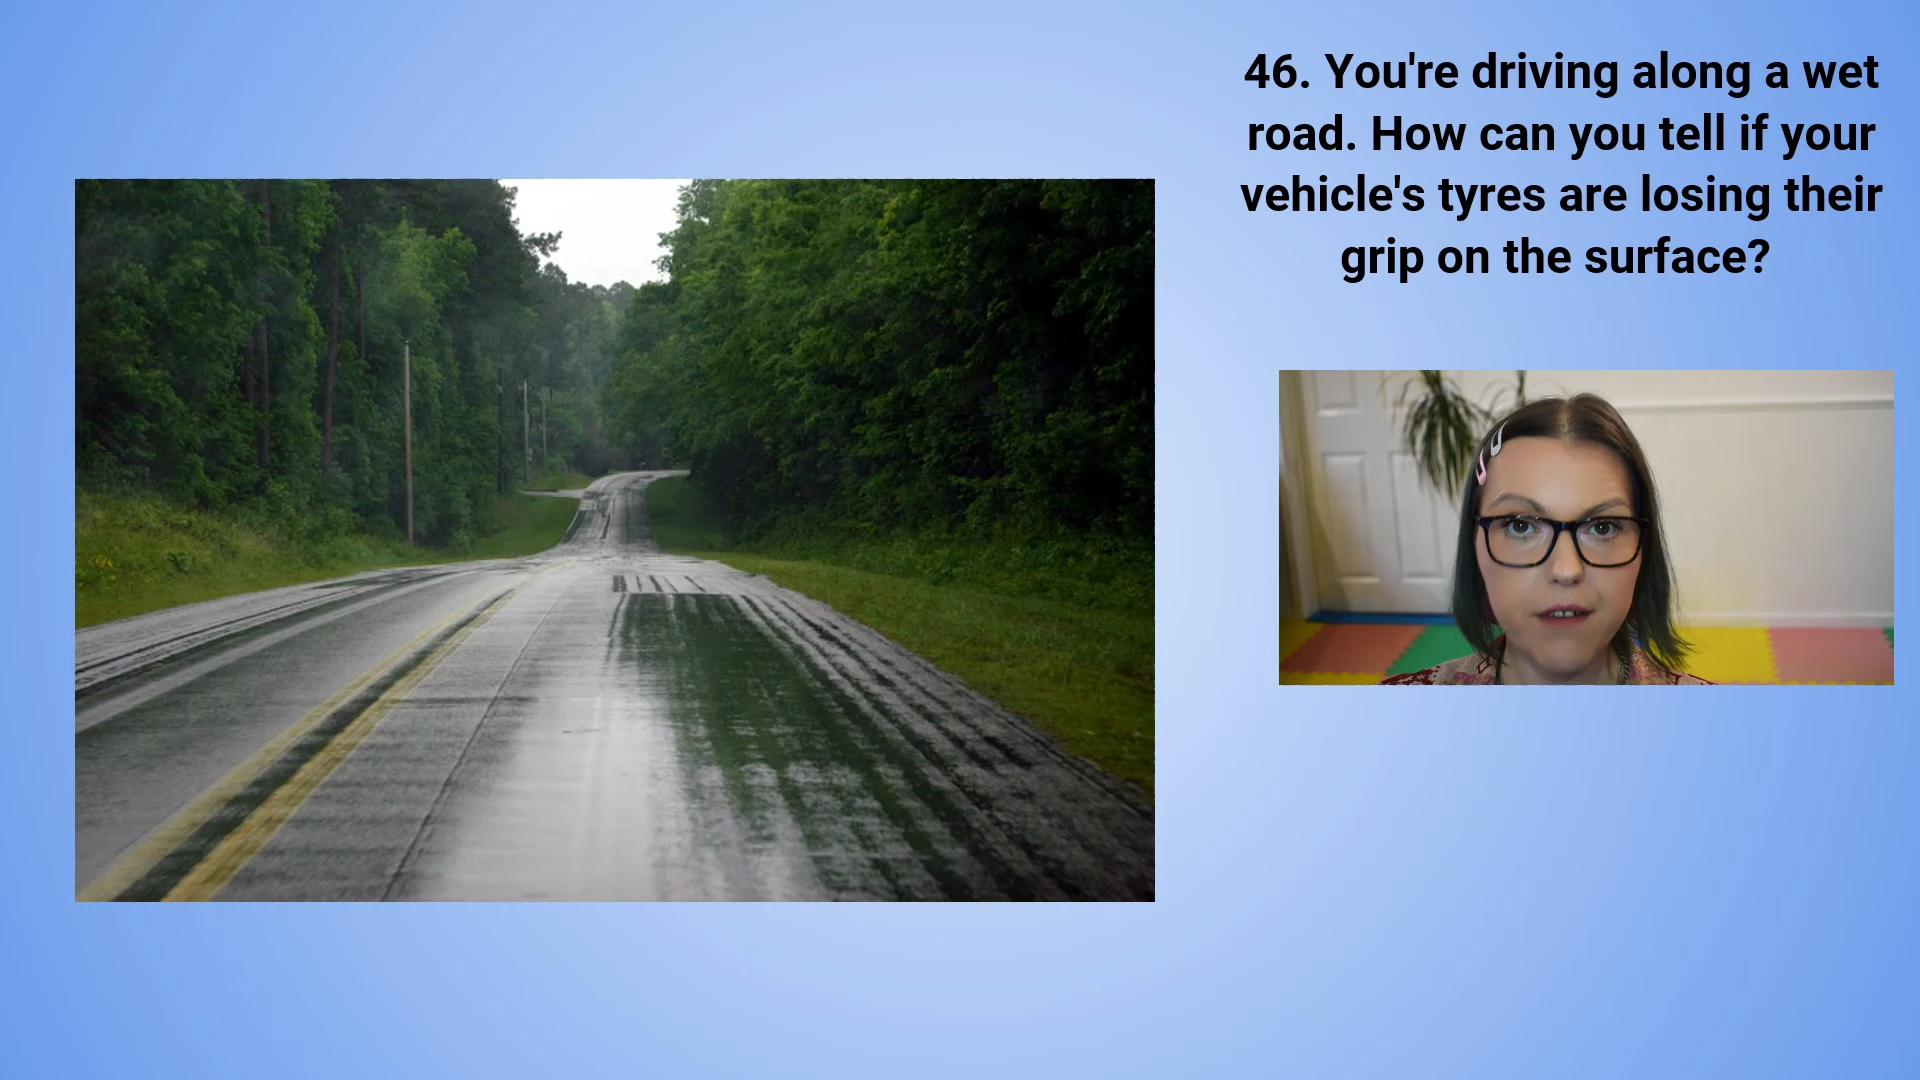 46. You're driving along a wet
road. How can you tell if your
vehicle's tyres are losing their
grip on the surface?